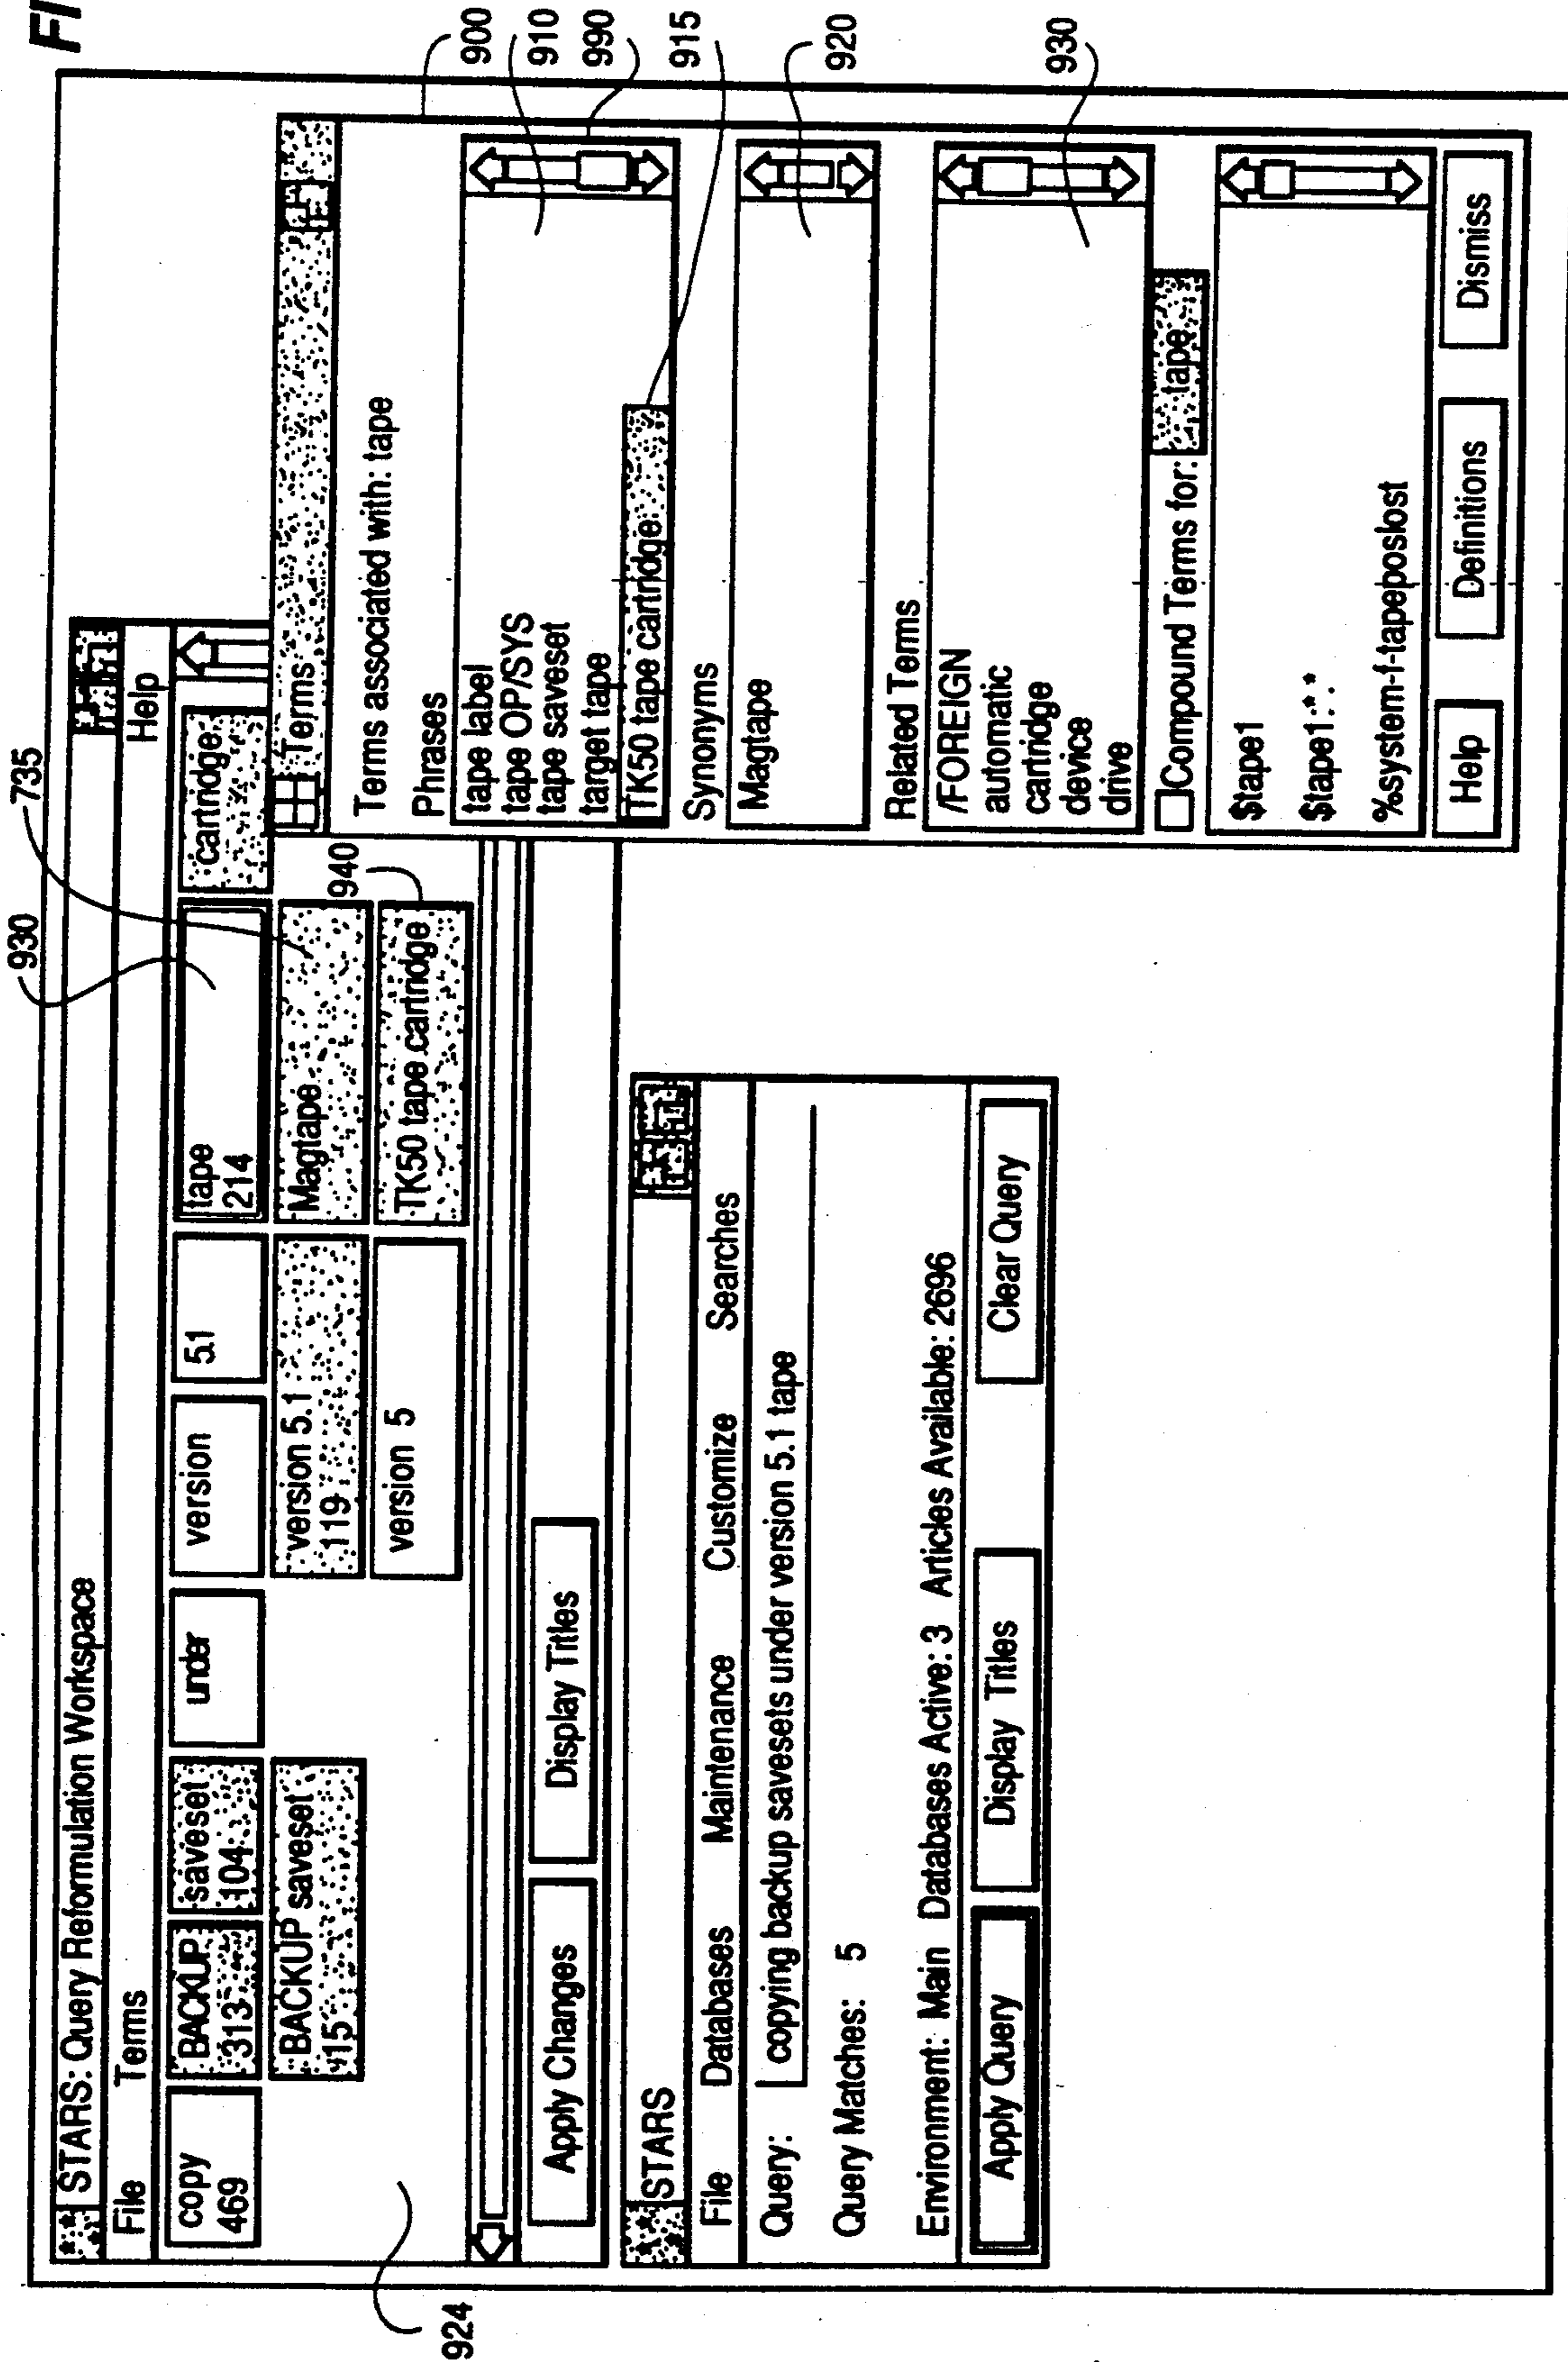 FI
930
735
STARS: Query Reformulation Workspace
File Terms Help
copy
469
BACKUP
313
saveset
104
under
version
5.1
tape
214
cartridge
BACKUP saveset
15
version 5.1
119
Magtape
version 5
TK50 tape cartridge
940
924
Apply Changes
Display Titles
STARS
File Databases Maintenance Customize Searches
Query: copying backup savesets under version 5.1 tape
Query Matches: 5
Environment: Main Databases Active: 3 Articles Available: 2696
Apply Query
Display Titles
Clear Query
Terms
900
Terms associated with: tape
Phrases
910
990
tape label
tape OP/SYS
tape saveset
target tape
TK50 tape cartridge
915
Synonyms
Magtape
920
Related Terms
/FOREIGN
automatic
cartridge
device
drive
930
Compound Terms for: tape
$tape1
$tape1:*.*
%system-f-tapeposlost
Help
Definitions
Dismiss